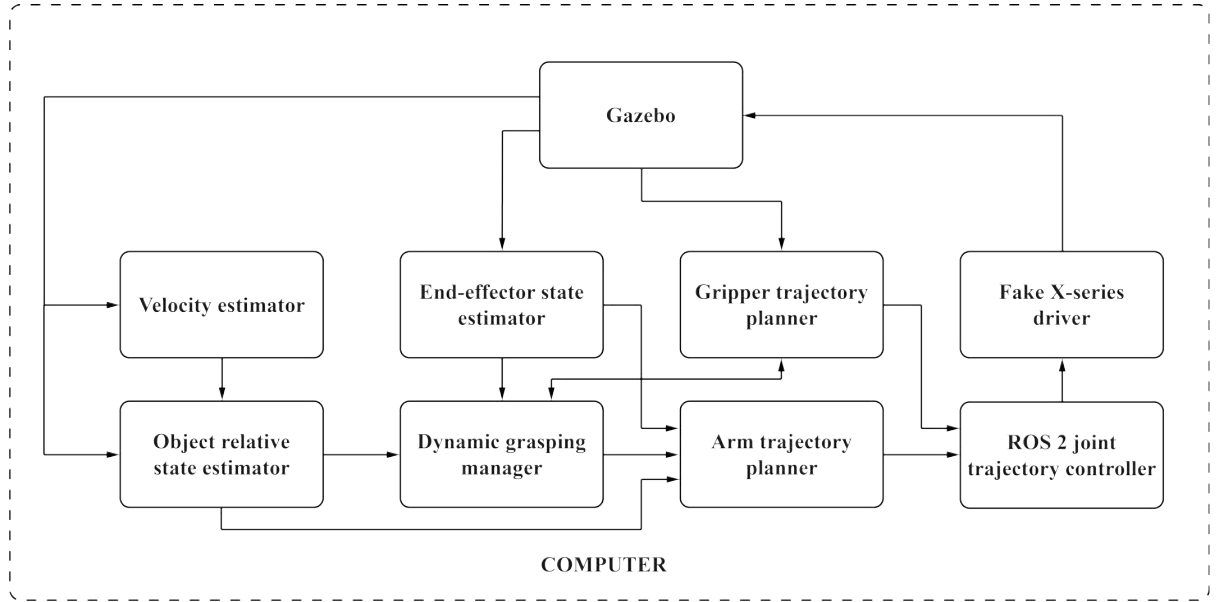 Gazebo
Velocity estimator
End-effector state
estimator
Gripper trajectory
planner
Fake X-series
driver
Object relative
state estimator
Dynamic grasping
manager
Arm trajectory
planner
ROS 2 joint
trajectory controller
COMPUTER